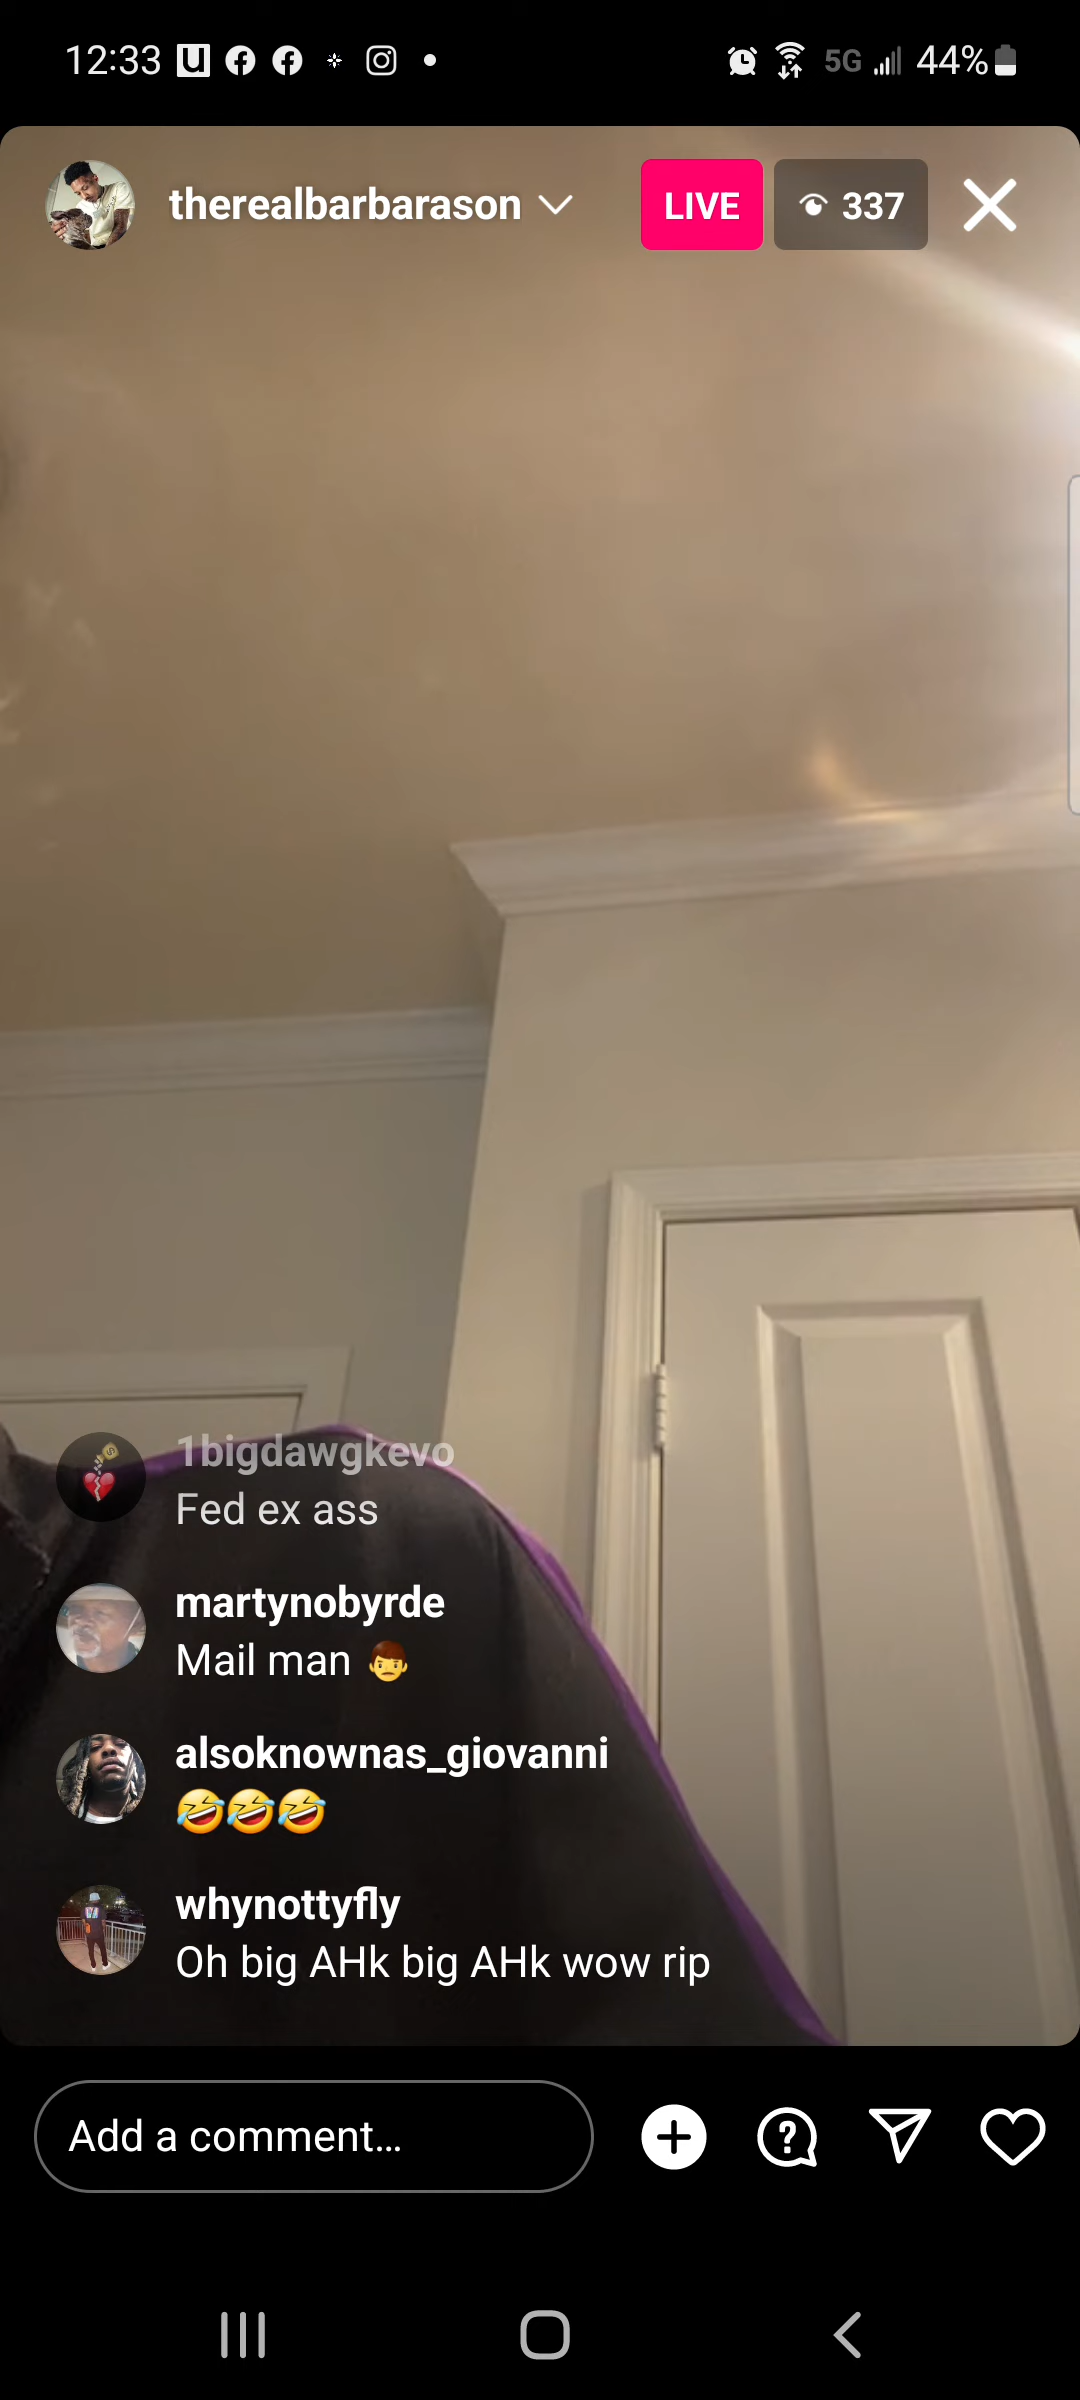 12:33 5G 44%
therealbarbarason LIVE 337
1bigdawgkevo
Fed ex ass
martynobyrde
Mail man 👨
alsoknownas_giovanni
🤣🤣🤣
whynottyfly
Oh big AHk big AHk wow rip
Add a comment...